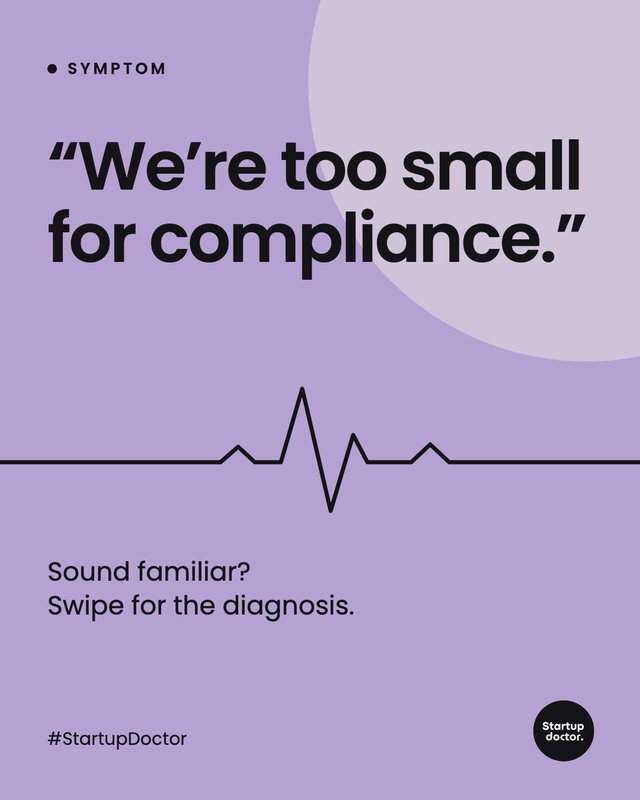 SYMPTOM
“We’re too small
for compliance.”
Sound familiar?
Swipe for the diagnosis.
#StartupDoctor
Startup
doctor.